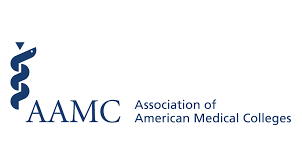 AAMC
Association of
American Medical Colleges